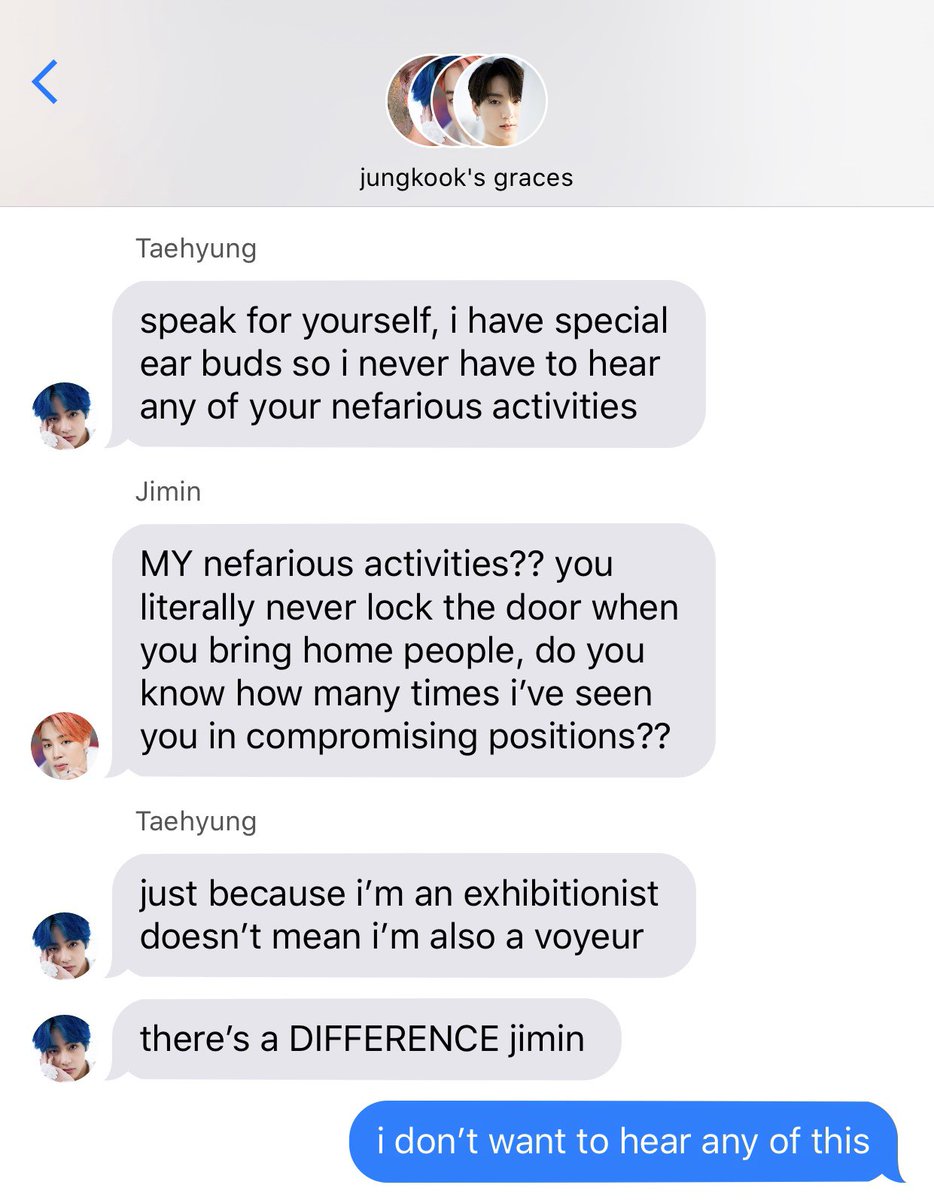 jungkook's graces
Taehyung
speak for yourself, i have special
ear buds so i never have to hear
any of your nefarious activities
Jimin
MY nefarious activities?? you
literally never lock the door when
you bring home people, do you
know how many times i’ve seen
you in compromising positions??
Taehyung
just because i’m an exhibitionist
doesn’t mean i’m also a voyeur
there’s a DIFFERENCE jimin
i don’t want to hear any of this